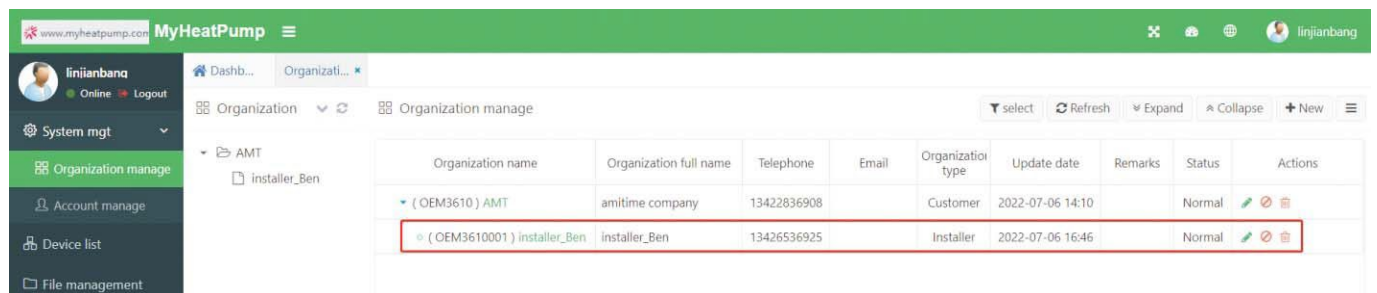 www.myheatpump.com MyHeatPump linjianbang
linjianbang
Online Logout
System mgt
Organization manage
Account manage
Device list
File management
Dashb... Organizati... ×
Organization
AMT
installer_Ben
Organization manage select Refresh Expand Collapse New
Organization name Organization full name Telephone Email Organization type Update date Remarks Status Actions
( OEM3610 ) AMT amitime company 13422836908 Customer 2022-07-06 14:10 Normal
( OEM3610001 ) installer_Ben installer_Ben 13426536925 Installer 2022-07-06 16:46 Normal